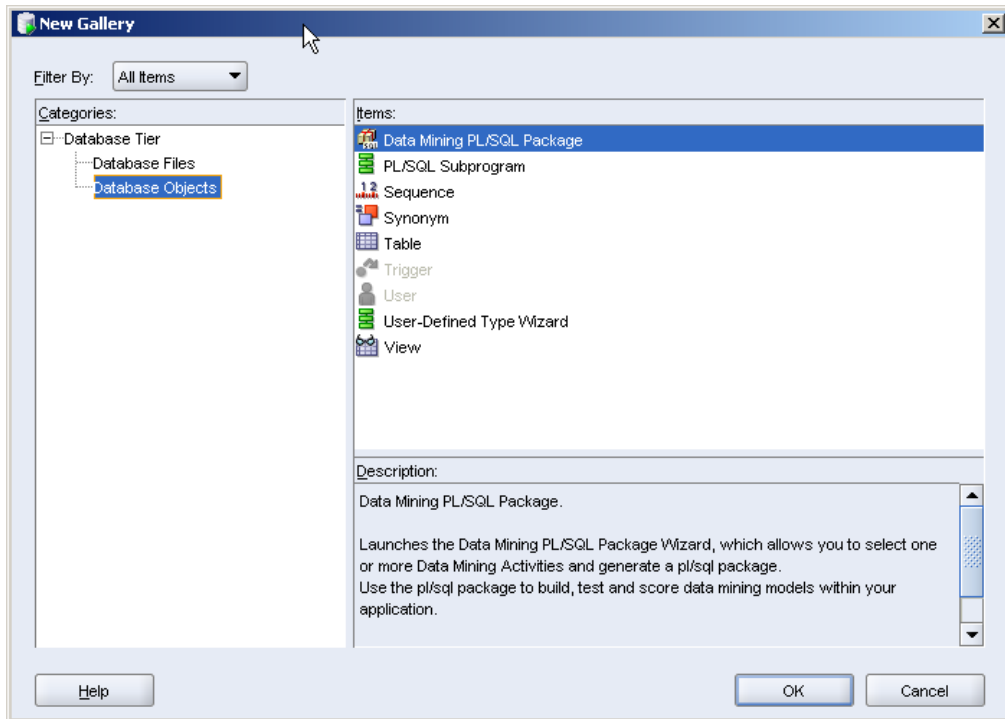 New Gallery
Filter By: All Items
Categories:
Database Tier
Database Files
Database Objects
Items:
Data Mining PL/SQL Package
PL/SQL Subprogram
Sequence
Synonym
Table
Trigger
User
User-Defined Type Wizard
View
Description:
Data Mining PL/SQL Package.
Launches the Data Mining PL/SQL Package Wizard, which allows you to select one
or more Data Mining Activities and generate a pl/sql package.
Use the pl/sql package to build, test and score data mining models within your
application.
Help
OK
Cancel